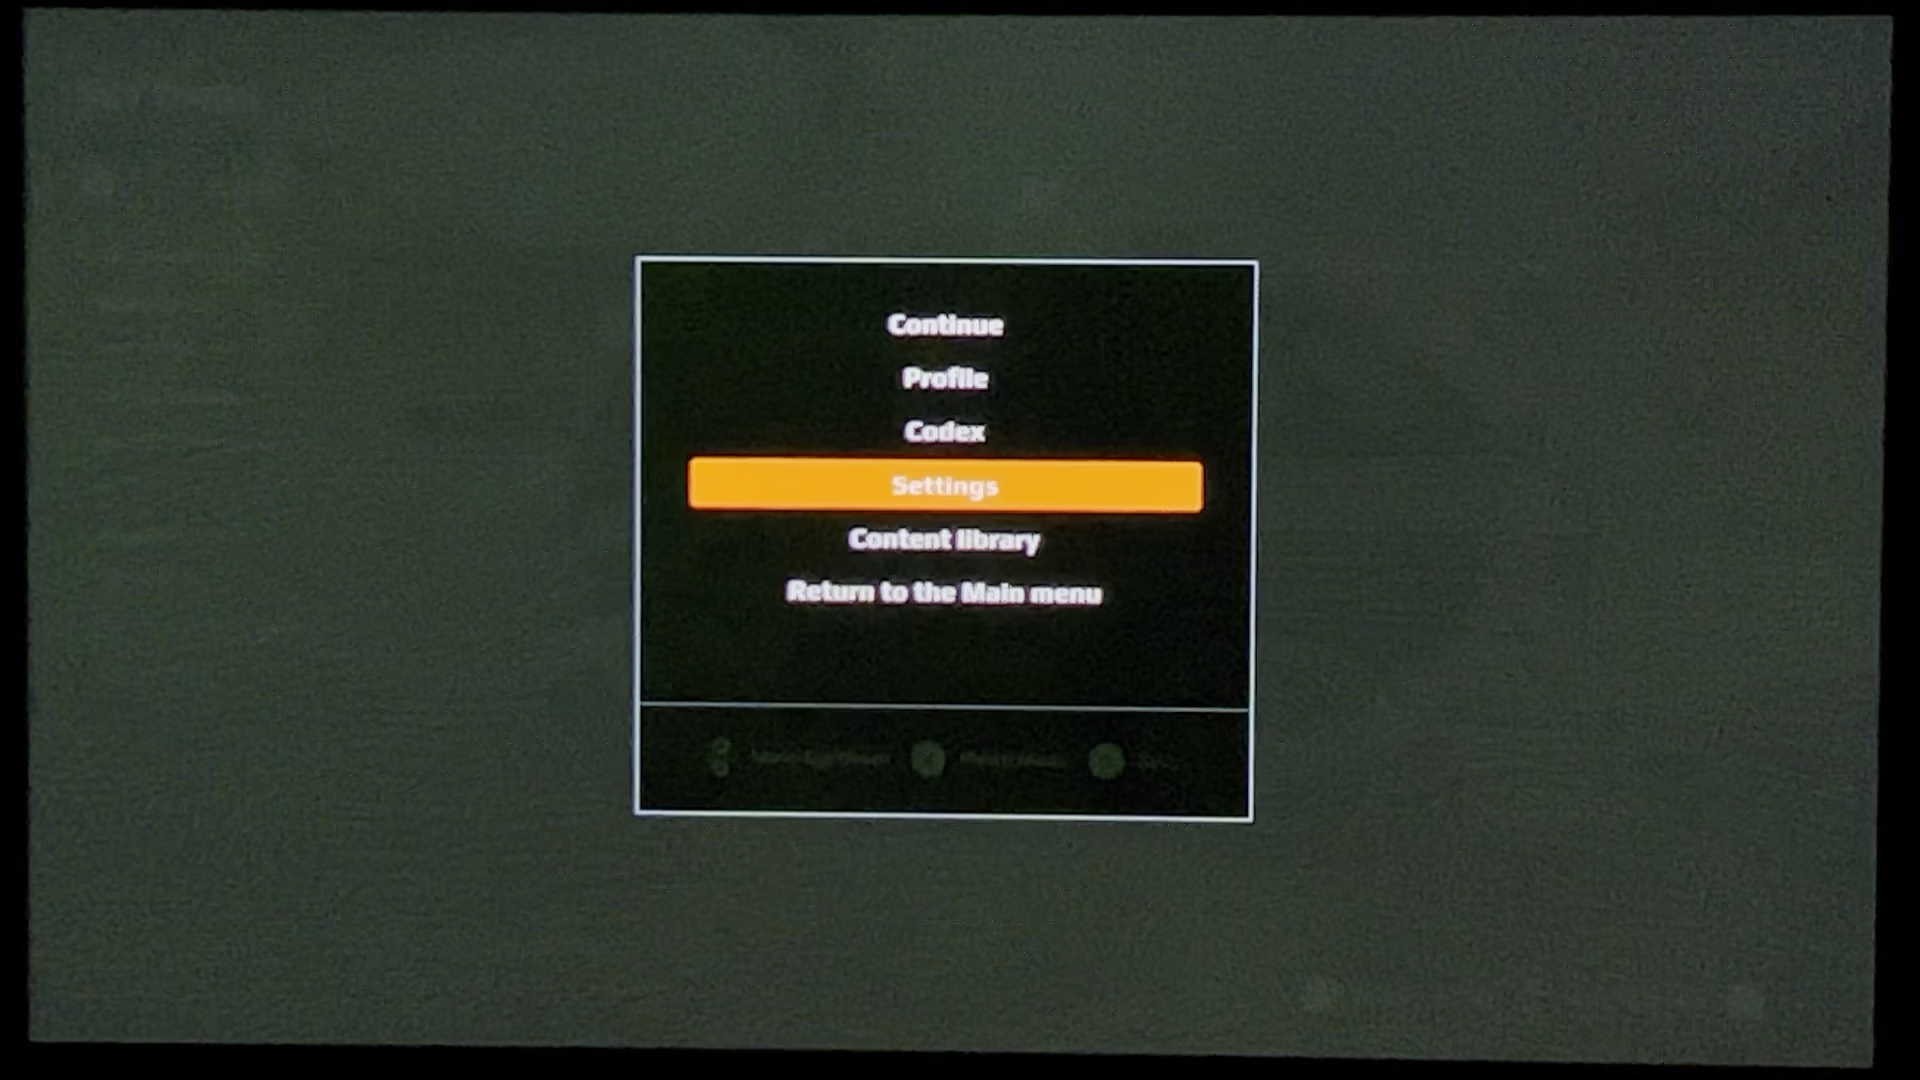 Continue
Profile
Codex
Settings
Content library
Return to the Main menu